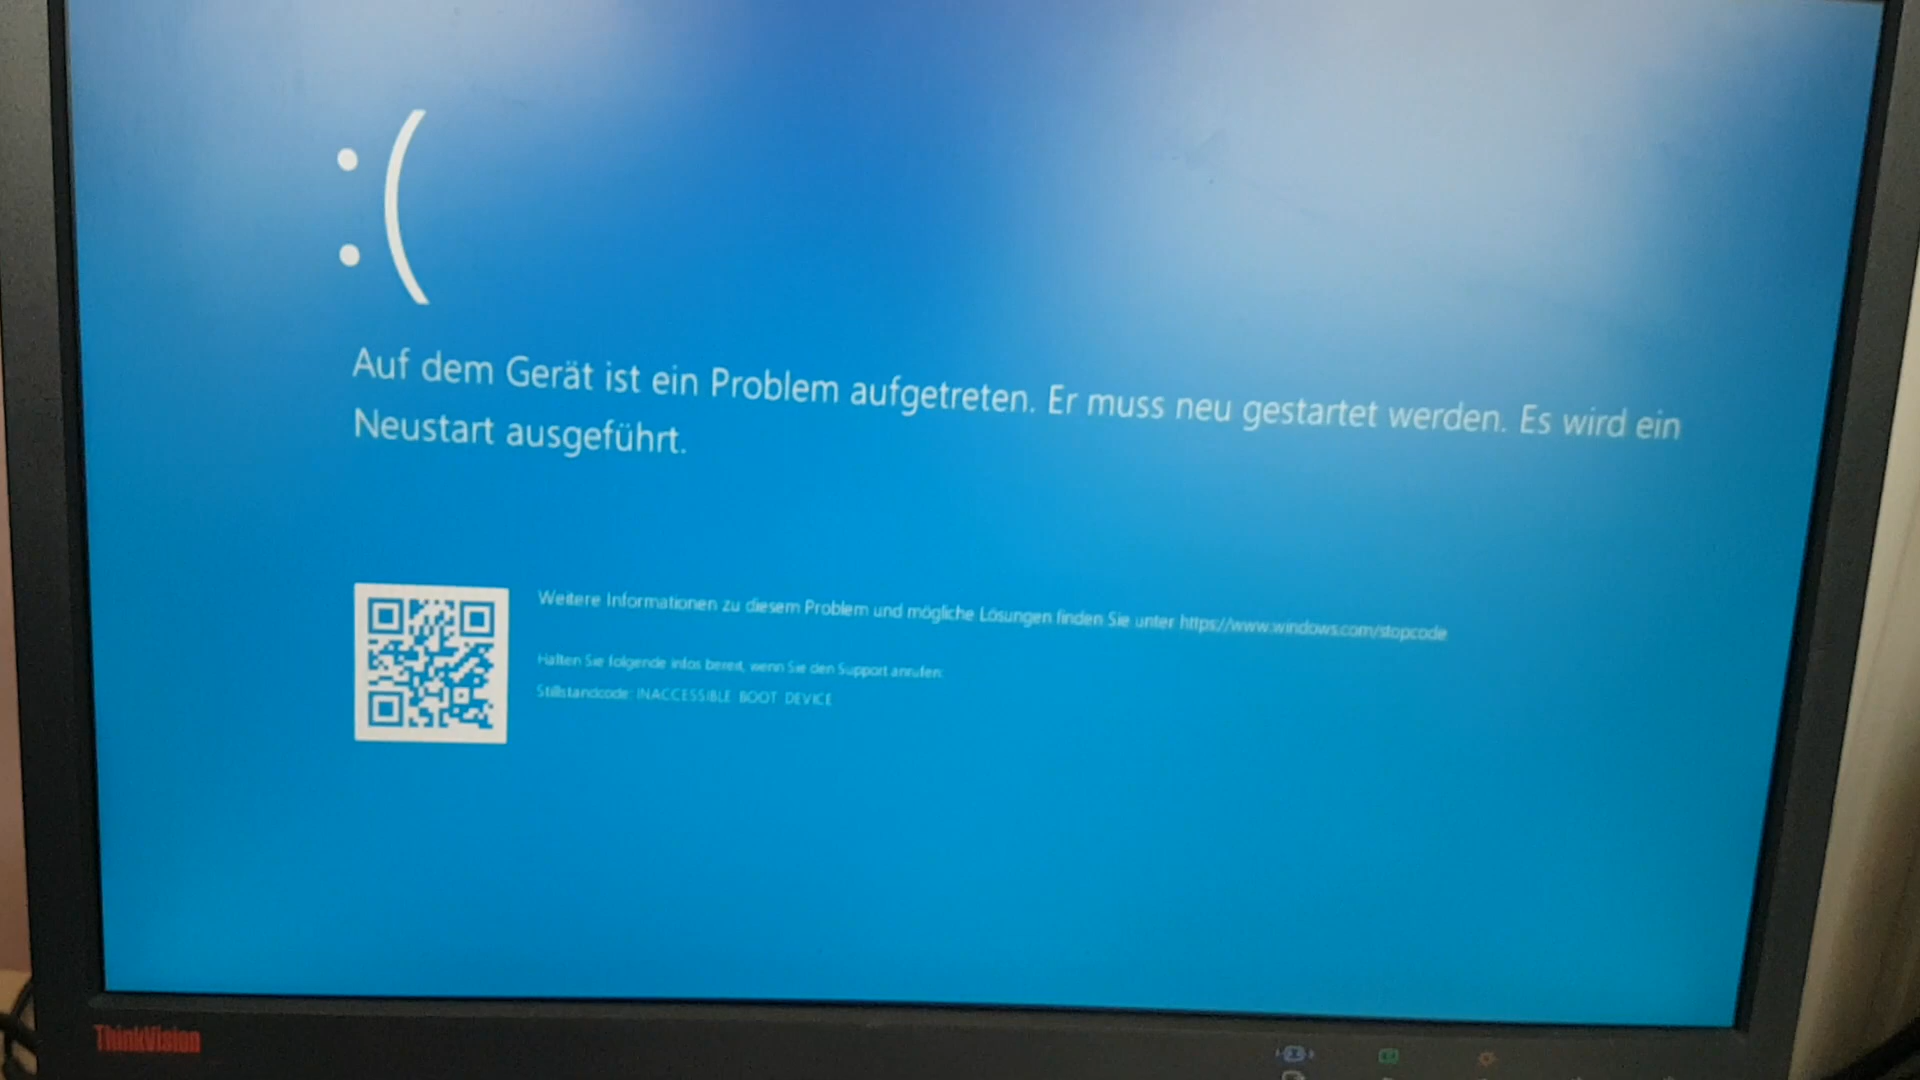 :(
Auf dem Gerät ist ein Problem aufgetreten. Er muss neu gestartet werden. Es wird ein
Neustart ausgeführt.
Weitere Informationen zu diesem Problem und mögliche Lösungen finden Sie unter https://www.windows.com/stopcode
Halten Sie folgende Infos bereit, wenn Sie den Support anrufen:
Stillstandcode: INACCESSIBLE BOOT DEVICE
ThinkVision